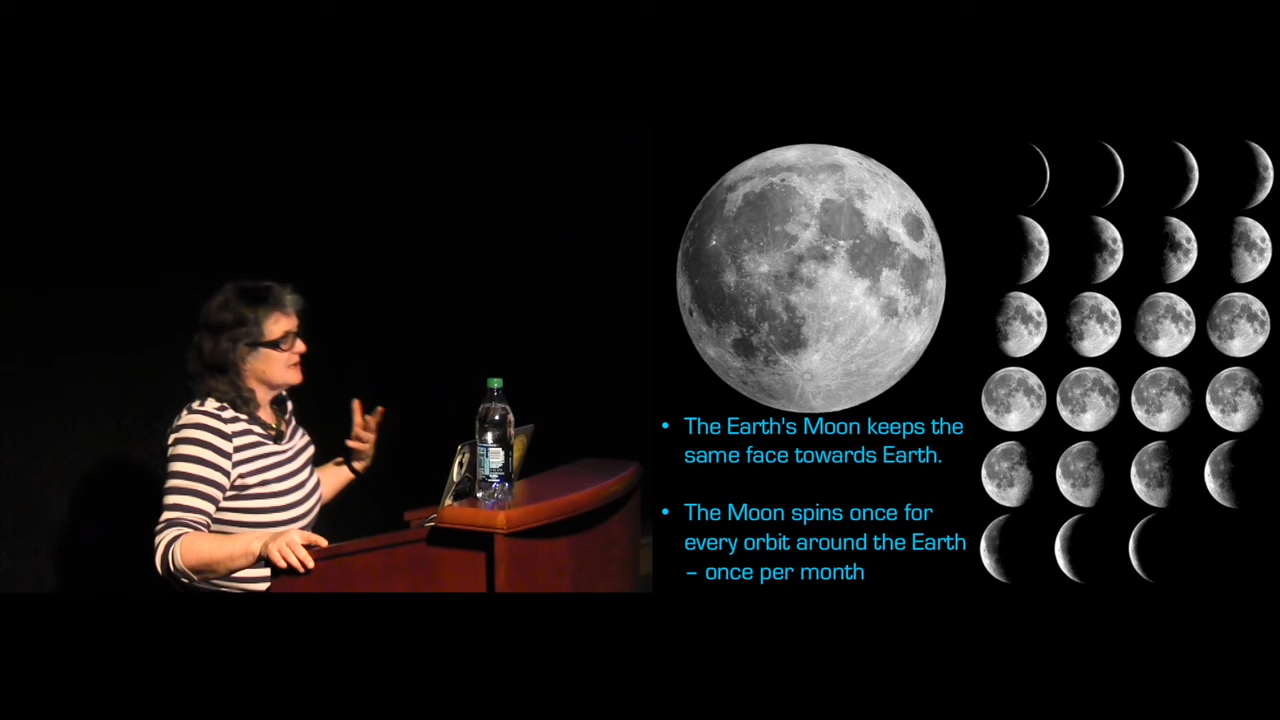 • The Earth's Moon keeps the
same face towards Earth.
• The Moon spins once for
every orbit around the Earth
– once per month